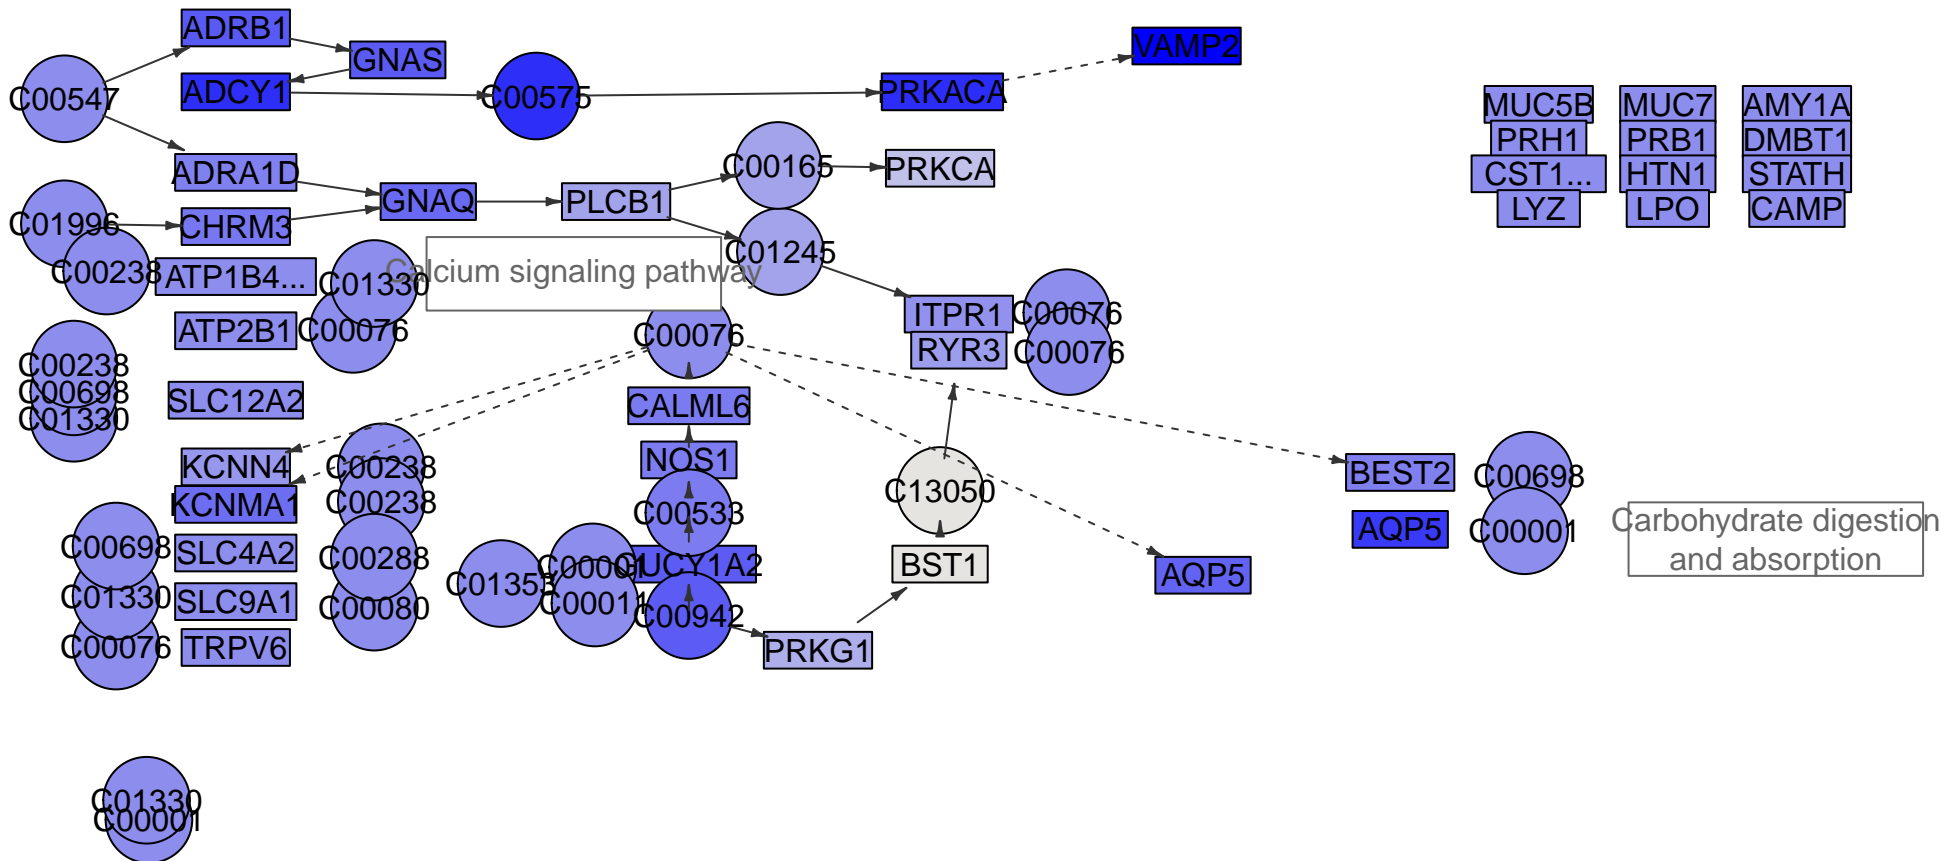 ADRB1
GNAS
VAMP2
C00547
ADCY1
C00575
PRKACA
MUC5B
MUC7
AMY1A
PRH1
PRB1
DMBT1
ADRA1D
C00165
PRKCA
CST1...
HTN1
STATH
GNAQ
PLCB1
LYZ
LPO
CAMP
C01996
CHRM3
C01245
C00238
ATP1B4...
C01330
Calcium signaling pathway
ATP2B1
C00076
C00076
ITPR1
C00076
RYR3
C00076
C00238
C00698
C01330
SLC12A2
CALML6
KCNN4
C00238
NOS1
C13050
BEST2
C00698
KCNMA1
C00238
C00533
AQP5
C00001
Carbohydrate digestion
and absorption
C00698
SLC4A2
C00288
C01353
C00001
GUCY1A2
BST1
AQP5
C01330
SLC9A1
C00080
C00011
C00942
C00076
TRPV6
PRKG1
C01330
C00001